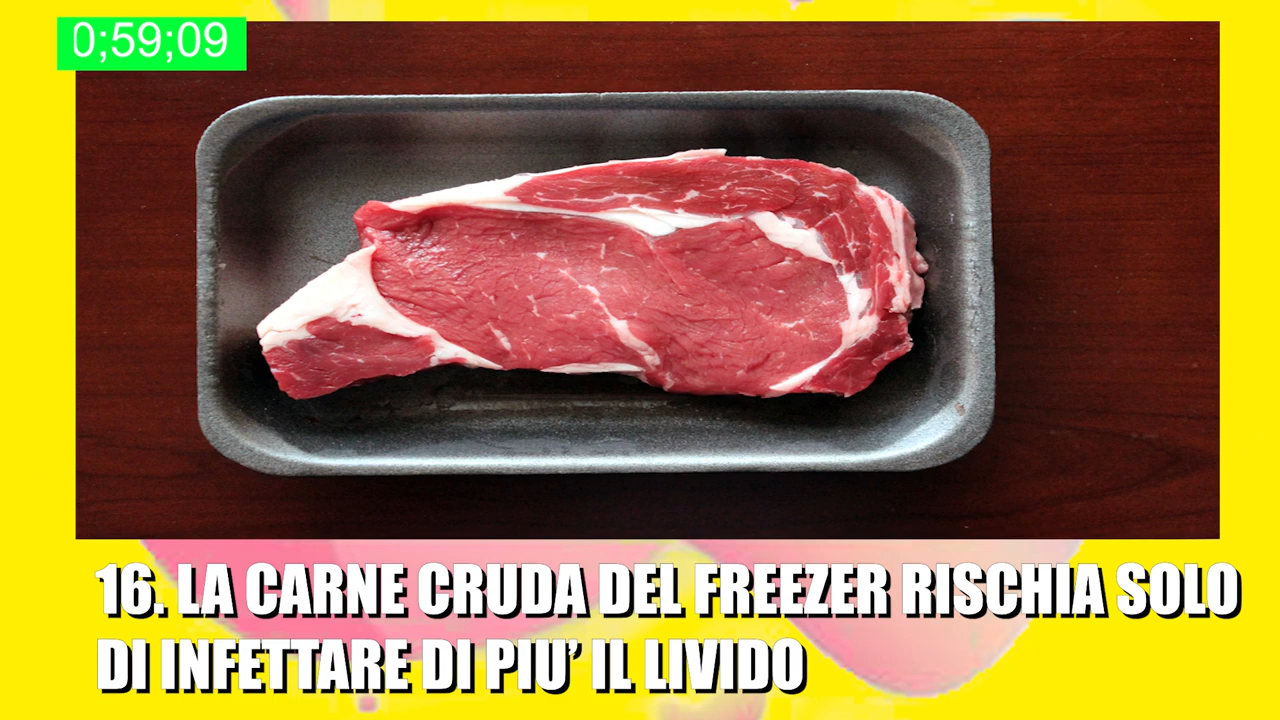 0;59;09
16. LA CARNE CRUDA DEL FREEZER RISCHIA SOLO
DI INFETTARE DI PIU' IL LIVIDO